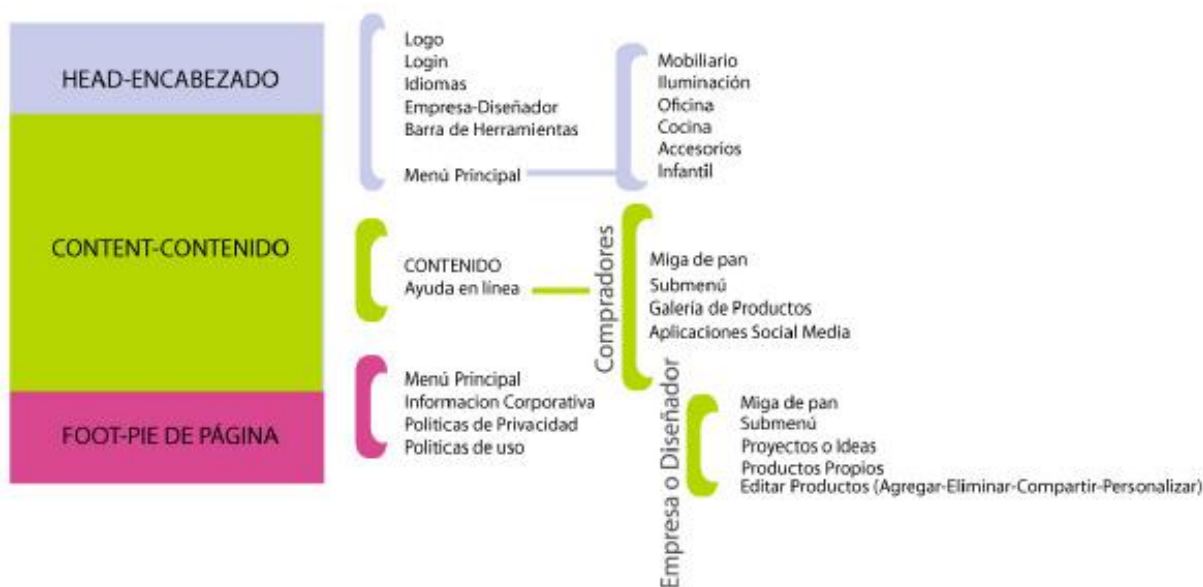 HEAD-ENCABEZADO
Logo
Login
Idiomas
Empresa-Diseñador
Barra de Herramientas
Menú Principal
Mobiliario
Iluminación
Oficina
Cocina
Accesorios
Infantil
CONTENT-CONTENIDO
CONTENIDO
Ayuda en línea
Compradores
Miga de pan
Submenú
Galería de Productos
Aplicaciones Social Media
Empresa o Diseñador
Miga de pan
Submenú
Proyectos o Ideas
Productos Propios
Editar Productos (Agregar-Eliminar-Compartir-Personalizar)
FOOT-PIE DE PÁGINA
Menú Principal
Informacion Corporativa
Politicas de Privacidad
Politicas de uso